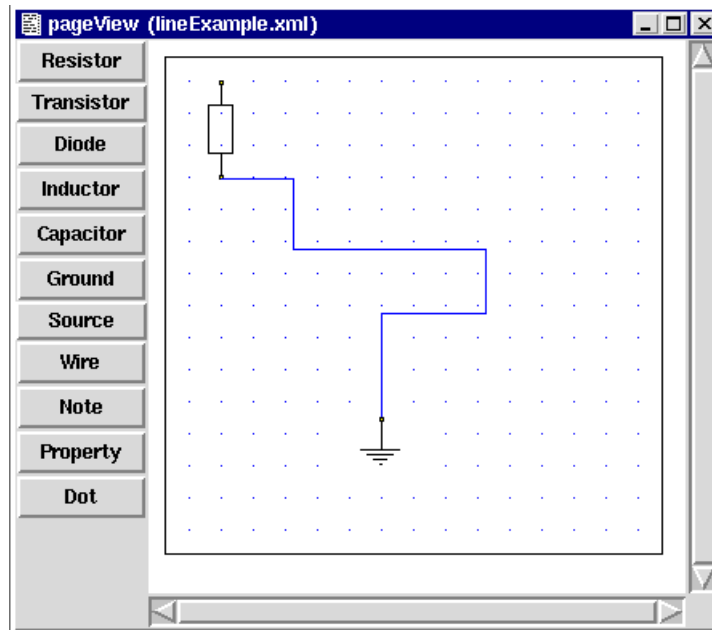 pageView (lineExample.xml)
Resistor
Transistor
Diode
Inductor
Capacitor
Ground
Source
Wire
Note
Property
Dot